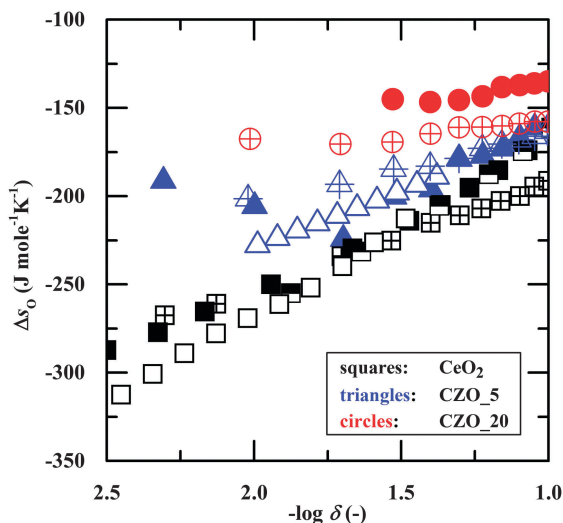 -100
-150
-200
-250
-300
-350
Δs_O (J mole⁻¹K⁻¹)
squares: CeO₂
triangles: CZO_5
circles: CZO_20
2.5 2.0 1.5 1.0
-log δ (-)